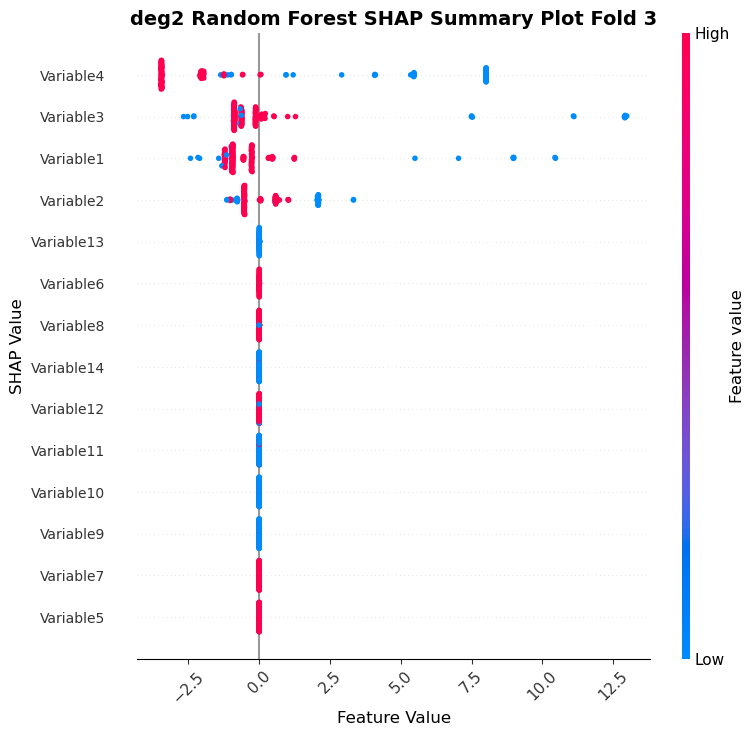 deg2 Random Forest SHAP Summary Plot Fold 3
High
Variable4
Variable3
Variable1
Variable2
Variable13
Variable6
Variable8
Variable14
Variable12
Variable11
Variable10
Variable9
Variable7
Variable5
SHAP Value
Feature value
Low
−2.5 0.0 2.5 5.0 7.5 10.0 12.5
Feature Value